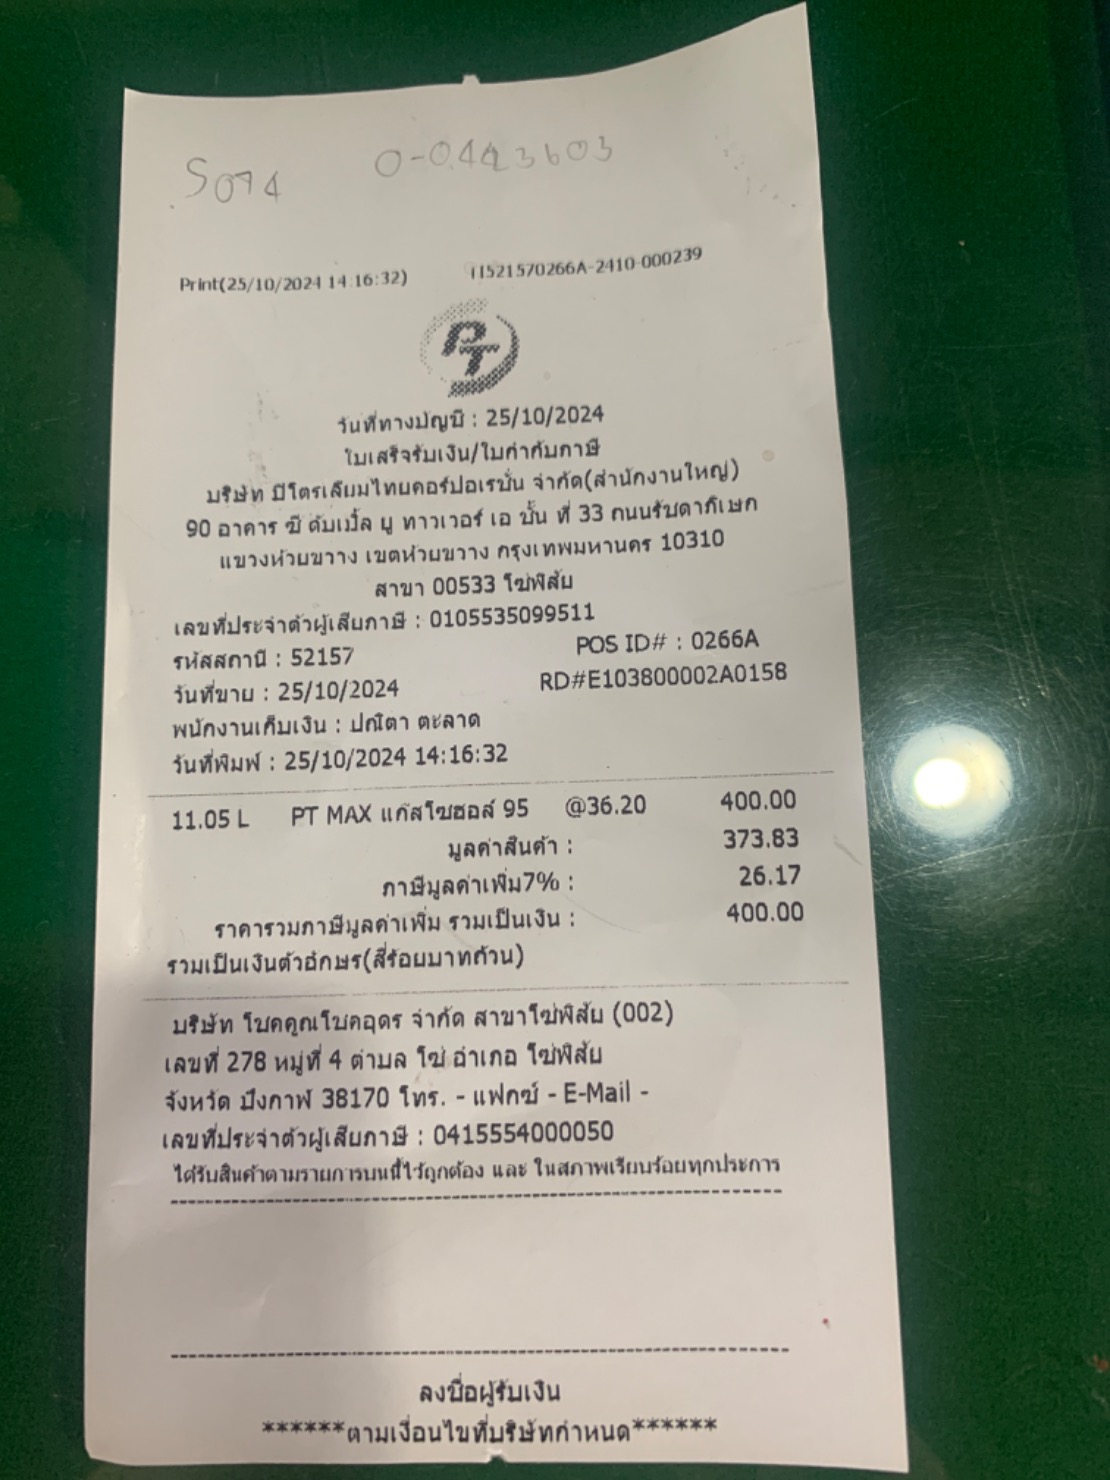 S074 0-0443603
Print(25/10/2024 14:16:32) TI521570266A-2410-000239
PT
วันที่ทางบัญชี : 25/10/2024
ใบเสร็จรับเงิน/ใบกำกับภาษี
บริษัท ปิโตรเลียมไทยคอร์ปอเรชั่น จำกัด(สำนักงานใหญ่)
90 อาคาร ซี ดับเบิ้ล ยู ทาวเวอร์ เอ ชั้น ที่ 33 ถนนรัชดาภิเษก
แขวงห้วยขวาง เขตห้วยขวาง กรุงเทพมหานคร 10310
สาขา 00533 โซ่พิสัย
เลขที่ประจำตัวผู้เสียภาษี : 0105535099511
รหัสสถานี : 52157 POS ID# : 0266A
วันที่ขาย : 25/10/2024 RD#E103800002A0158
พนักงานเก็บเงิน : ปณิตา ตะลาด
วันที่พิมพ์ : 25/10/2024 14:16:32
11.05 L PT MAX แก๊สโซฮอล์ 95 @36.20 400.00
มูลค่าสินค้า : 373.83
ภาษีมูลค่าเพิ่ม7% : 26.17
ราคารวมภาษีมูลค่าเพิ่ม รวมเป็นเงิน : 400.00
รวมเป็นเงินตัวอักษร(สี่ร้อยบาทถ้วน)
บริษัท โชคคูณโชคอุดร จำกัด สาขาโซ่พิสัย (002)
เลขที่ 278 หมู่ที่ 4 ตำบล โซ่ อำเภอ โซ่พิสัย
จังหวัด บึงกาฬ 38170 โทร. - แฟกซ์ - E-Mail -
เลขที่ประจำตัวผู้เสียภาษี : 0415554000050
ได้รับสินค้าตามรายการบนนี้ไว้ถูกต้อง และ ในสภาพเรียบร้อยทุกประการ
ลงชื่อผู้รับเงิน
******ตามเงื่อนไขที่บริษัทกำหนด******